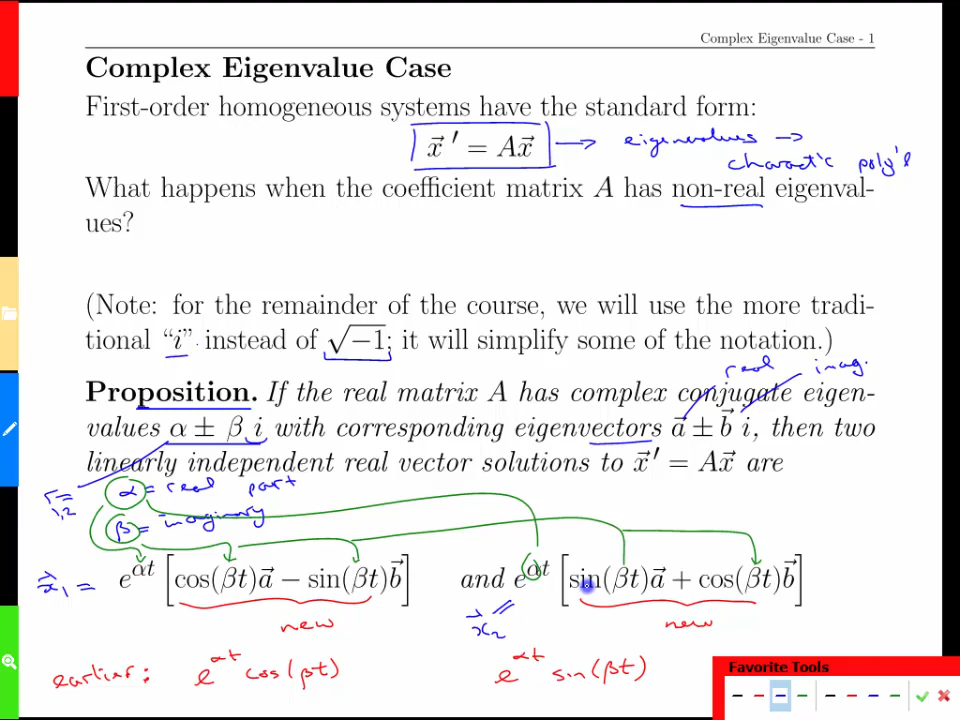 Complex Eigenvalue Case - 1
Complex Eigenvalue Case
First-order homogeneous systems have the standard form:
x⃗ ′ = Ax⃗ → eigenvalues →
charact'c poly'l
What happens when the coefficient matrix A has non-real eigenval-
ues?
(Note: for the remainder of the course, we will use the more tradi-
tional “i” instead of √−1; it will simplify some of the notation.)
real imag.
Proposition. If the real matrix A has complex conjugate eigen-
values α ± β i with corresponding eigenvectors a⃗ ± b⃗ i, then two
linearly independent real vector solutions to x⃗ ′ = Ax⃗ are
r = 1,2 α = real part
β = imaginary
x⃗₁ = e^{αt} [cos(βt)a⃗ − sin(βt)b⃗] and e^{αt} [sin(βt)a⃗ + cos(βt)b⃗]
new x⃗₂ = new
earlier: e^{αt} cos(βt) e^{αt} sin(βt)
Favorite Tools